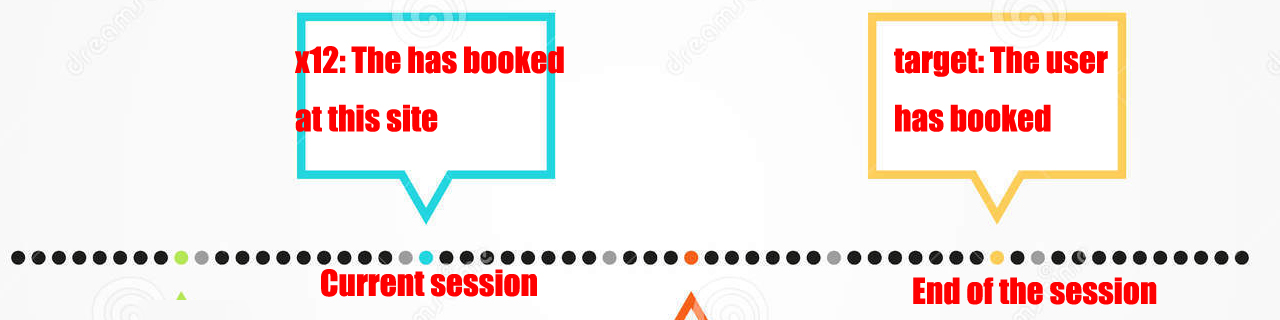 x12: The has booked
at this site
target: The user
has booked
Current session
End of the session